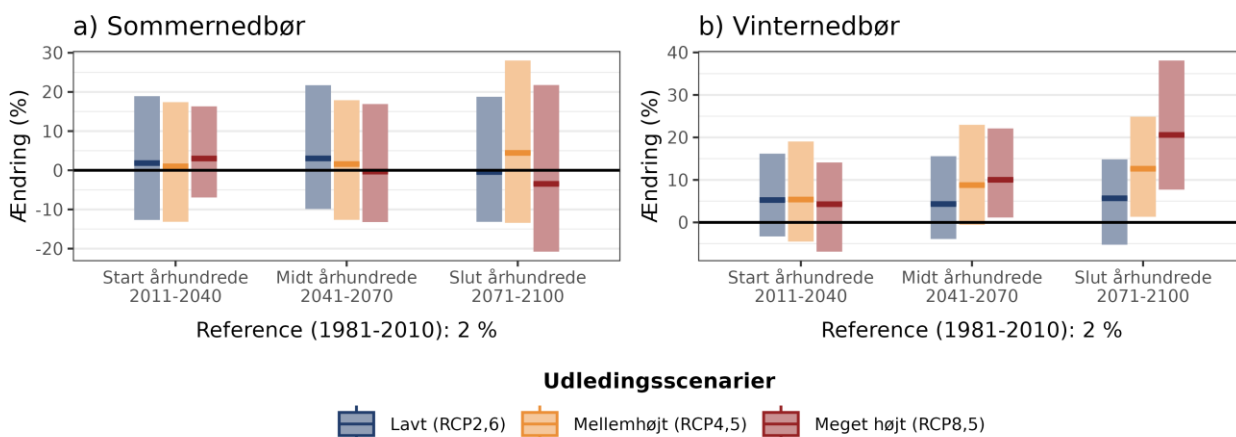 a) Sommernedbør
Ændring (%)
30
20
10
0
-10
-20
Start århundrede
2011-2040
Midt århundrede
2041-2070
Slut århundrede
2071-2100
Reference (1981-2010): 2 %
b) Vinternedbør
Ændring (%)
40
30
20
10
0
Start århundrede
2011-2040
Midt århundrede
2041-2070
Slut århundrede
2071-2100
Reference (1981-2010): 2 %
Udledingsscenarier
Lavt (RCP2,6)
Mellemhøjt (RCP4,5)
Meget højt (RCP8,5)